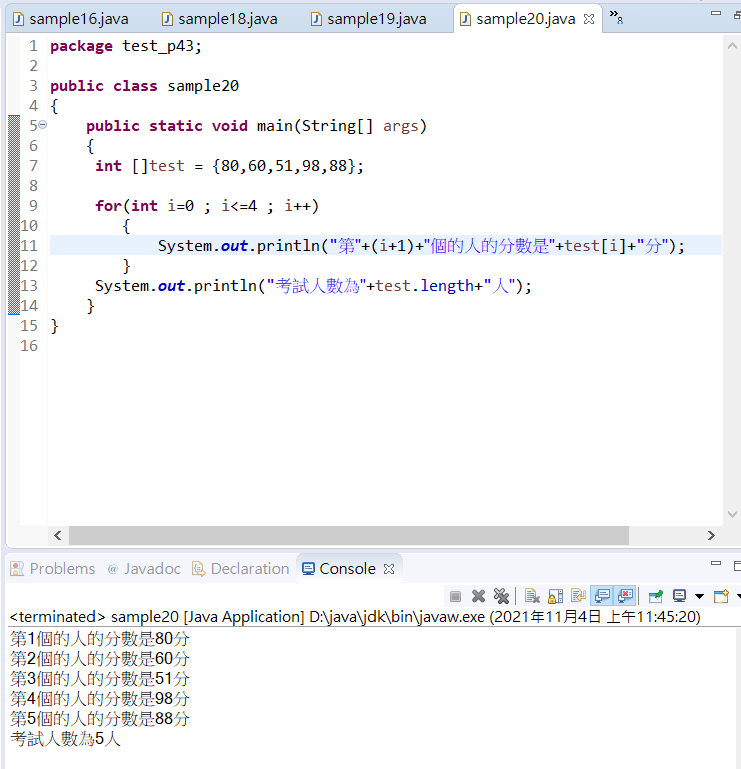 sample16.java sample18.java sample19.java sample20.java »8
1 package test_p43;
2
3 public class sample20
4 {
5 public static void main(String[] args)
6 {
7 int []test = {80,60,51,98,88};
8
9 for(int i=0 ; i<=4 ; i++)
10 {
11 System.out.println("第"+(i+1)+"個的人的分數是"+test[i]+"分");
12 }
13 System.out.println("考試人數為"+test.length+"人");
14 }
15 }
16
Problems @ Javadoc Declaration Console
<terminated> sample20 [Java Application] D:\java\jdk\bin\javaw.exe (2021年11月4日 上午11:45:20)
第1個的人的分數是80分
第2個的人的分數是60分
第3個的人的分數是51分
第4個的人的分數是98分
第5個的人的分數是88分
考試人數為5人